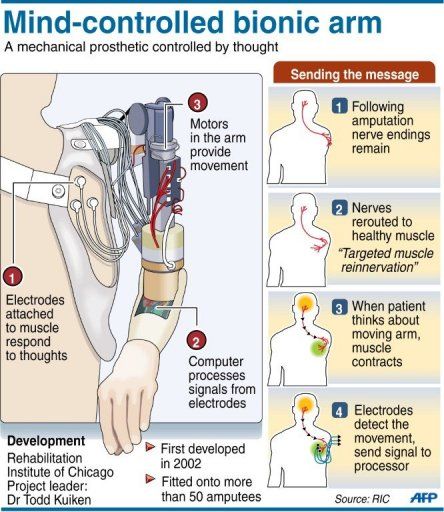 Mind-controlled bionic arm
A mechanical prosthetic controlled by thought
3
Motors
in the arm
provide
movement
1
Electrodes
attached
to muscle
respond
to thoughts
2
Computer
processes
signals from
electrodes
Development
Rehabilitation
Institute of Chicago
Project leader:
Dr Todd Kuiken
First developed
in 2002
Fitted onto more
than 50 amputees
Sending the message
1
Following
amputation
nerve endings
remain
2
Nerves
rerouted to
healthy muscle
“Targeted muscle
reinnervation”
3
When patient
thinks about
moving arm,
muscle
contracts
4
Electrodes
detect the
movement,
send signal to
processor
Source: RIC
AFP